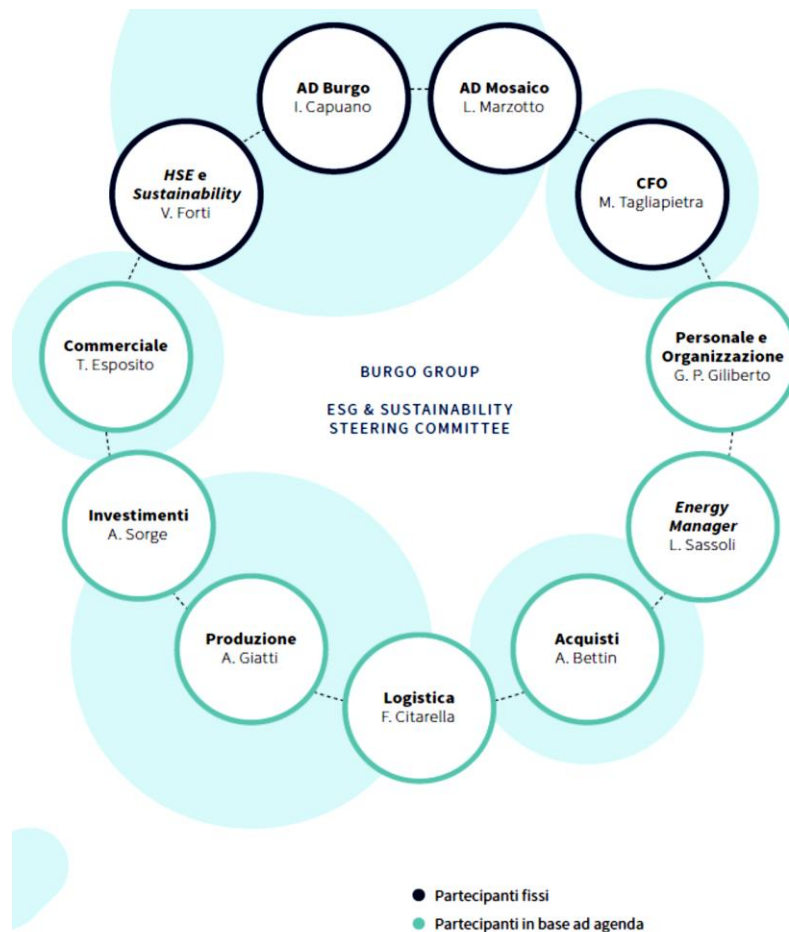 AD Burgo
I. Capuano
AD Mosaico
L. Marzotto
HSE e
Sustainability
V. Forti
CFO
M. Tagliapietra
Commerciale
T. Esposito
Personale e
Organizzazione
G. P. Giliberto
BURGO GROUP
ESG & SUSTAINABILITY
STEERING COMMITTEE
Investimenti
A. Sorge
Energy
Manager
L. Sassoli
Produzione
A. Giatti
Acquisti
A. Bettin
Logistica
F. Citarella
Partecipanti fissi
Partecipanti in base ad agenda